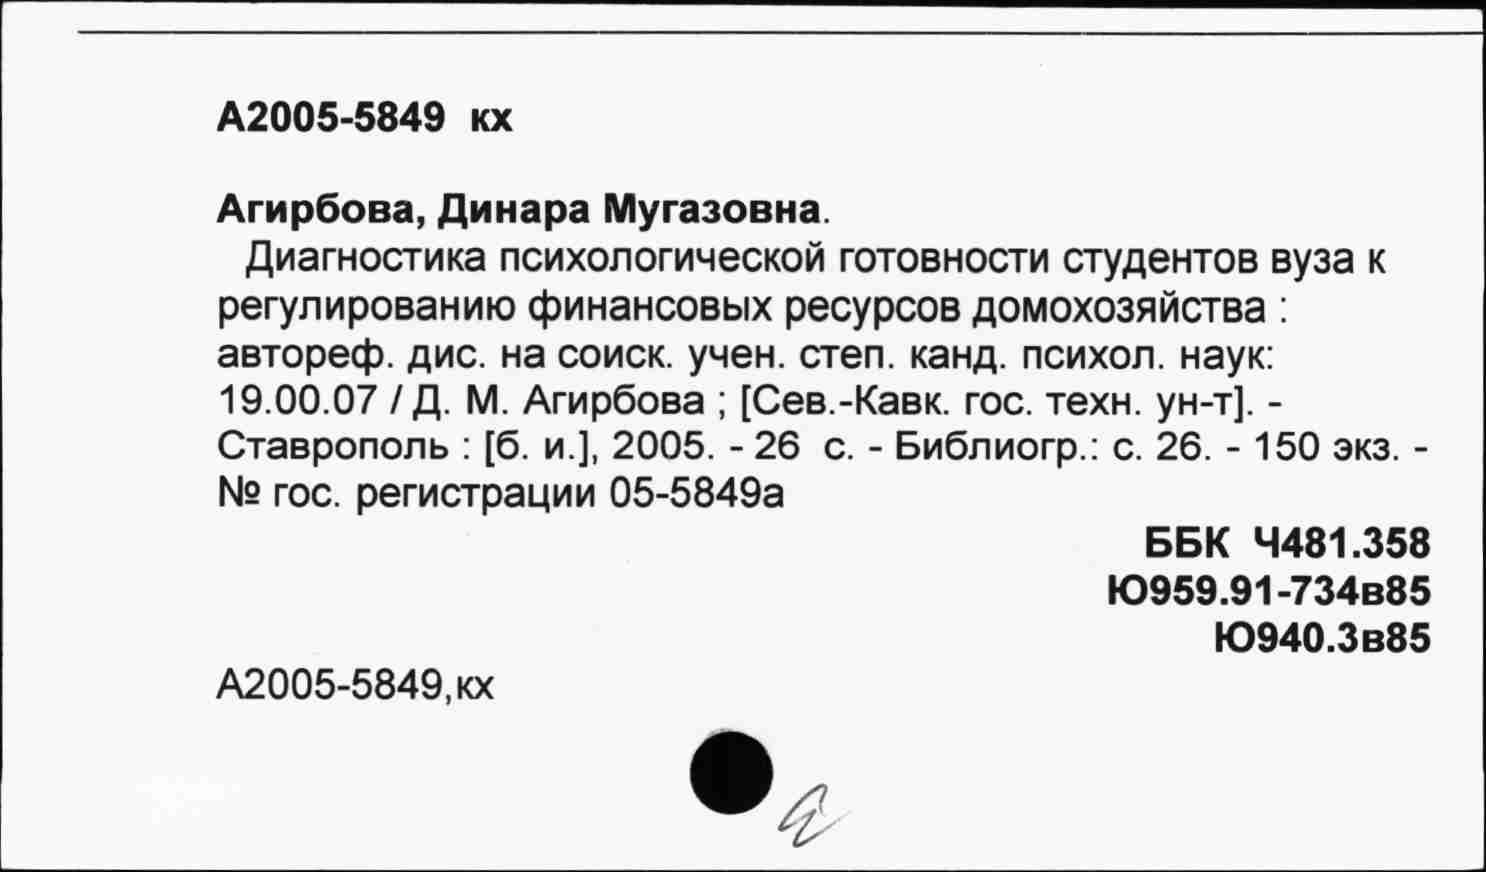 А2005-5849 кх
Агирбова, Динара Мугазовна.
Диагностика психологической готовности студентов вуза к
регулированию финансовых ресурсов домохозяйства :
автореф. дис. на соиск. учен. степ. канд. психол. наук:
19.00.07 / Д. М. Агирбова ; [Сев.-Кавк. гос. техн. ун-т]. -
Ставрополь : [б. и.], 2005. - 26 с. - Библиогр.: с. 26. - 150 экз. -
№ гос. регистрации 05-5849а
ББК Ч481.358
Ю959.91-734в85
Ю940.3в85
А2005-5849,кх